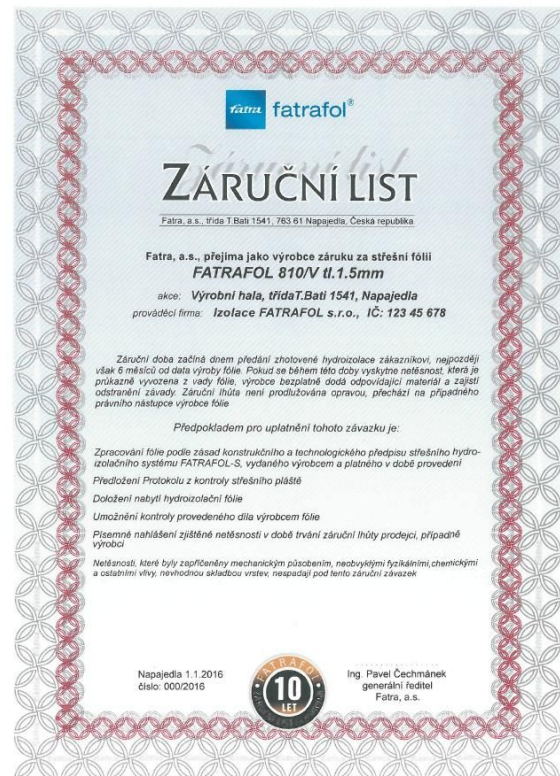 fatra fatrafol®
Záruční list
ZÁRUČNÍ LIST
Fatra, a.s., třída T.Bati 1541, 763 61 Napajedla, Česká republika
Fatra, a.s., přejímá jako výrobce záruku za střešní fólii
FATRAFOL 810/V tl.1.5mm
akce: Výrobní hala, třídaT.Bati 1541, Napajedla
prováděcí firma: Izolace FATRAFOL s.r.o., IČ: 123 45 678
Záruční doba začíná dnem předání zhotovené hydroizolace zákazníkovi, nejpozději
však 6 měsíců od data výroby fólie. Pokud se během této doby vyskytne netěsnost, která je
průkazně vyvozena z vady fólie, výrobce bezplatně dodá odpovídající materiál a zajistí
odstranění závady. Záruční lhůta není prodlužována opravou, přechází na případného
právního nástupce výrobce fólie
Předpokladem pro uplatnění tohoto závazku je:
Zpracování fólie podle zásad konstrukčního a technologického předpisu střešního hydro-
izolačního systému FATRAFOL-S, vydaného výrobcem a platného v době provedení
Předložení Protokolu z kontroly střešního pláště
Doložení nabytí hydroizolační fólie
Umožnění kontroly provedeného díla výrobcem fólie
Písemné nahlášení zjištěné netěsnosti v době trvání záruční lhůty prodejci, případně
výrobci
Netěsnosti, které byly zapříčeněny mechanickým působením, neobvyklými fyzikálními,chemickými
a ostatními vlivy, nevhodnou skladbou vrstev, nespadají pod tento záruční závazek
Napajedla 1.1.2016
číslo: 000/2016
FATRAFOL
10
LET
Ing. Pavel Čechmánek
generální ředitel
Fatra, a.s.